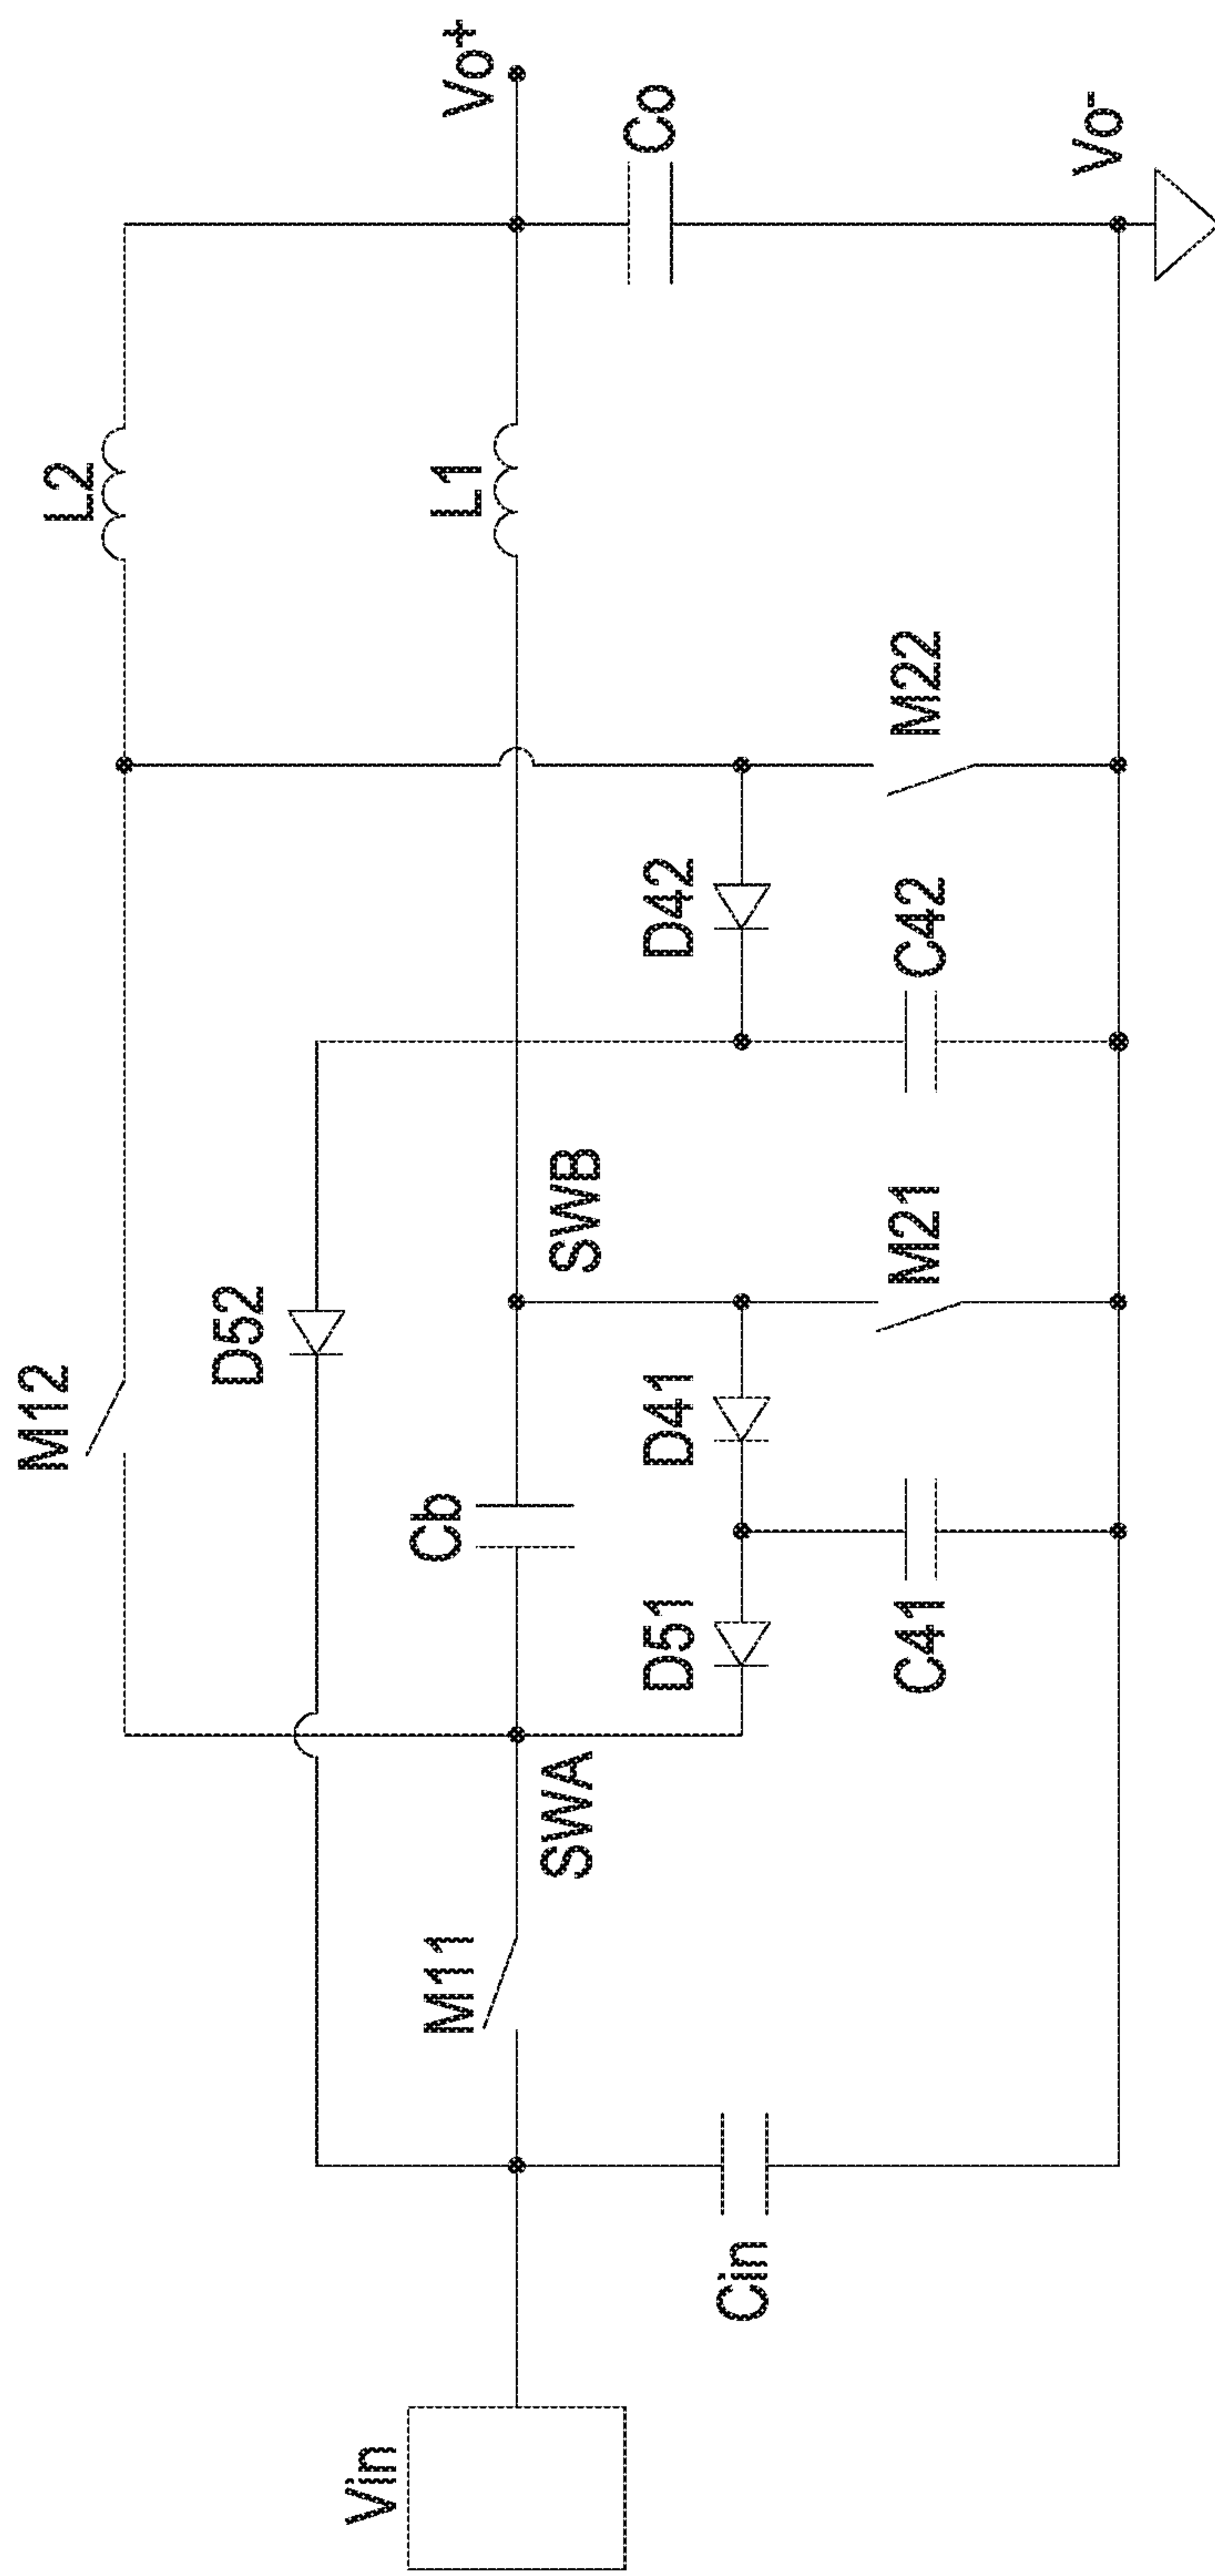 Vin
Cin
M11
SWA
M12
Cb
D51
C41
D41
M21
SWB
D52
D42
C42
M22
L2
L1
Co
Vo+
Vo-